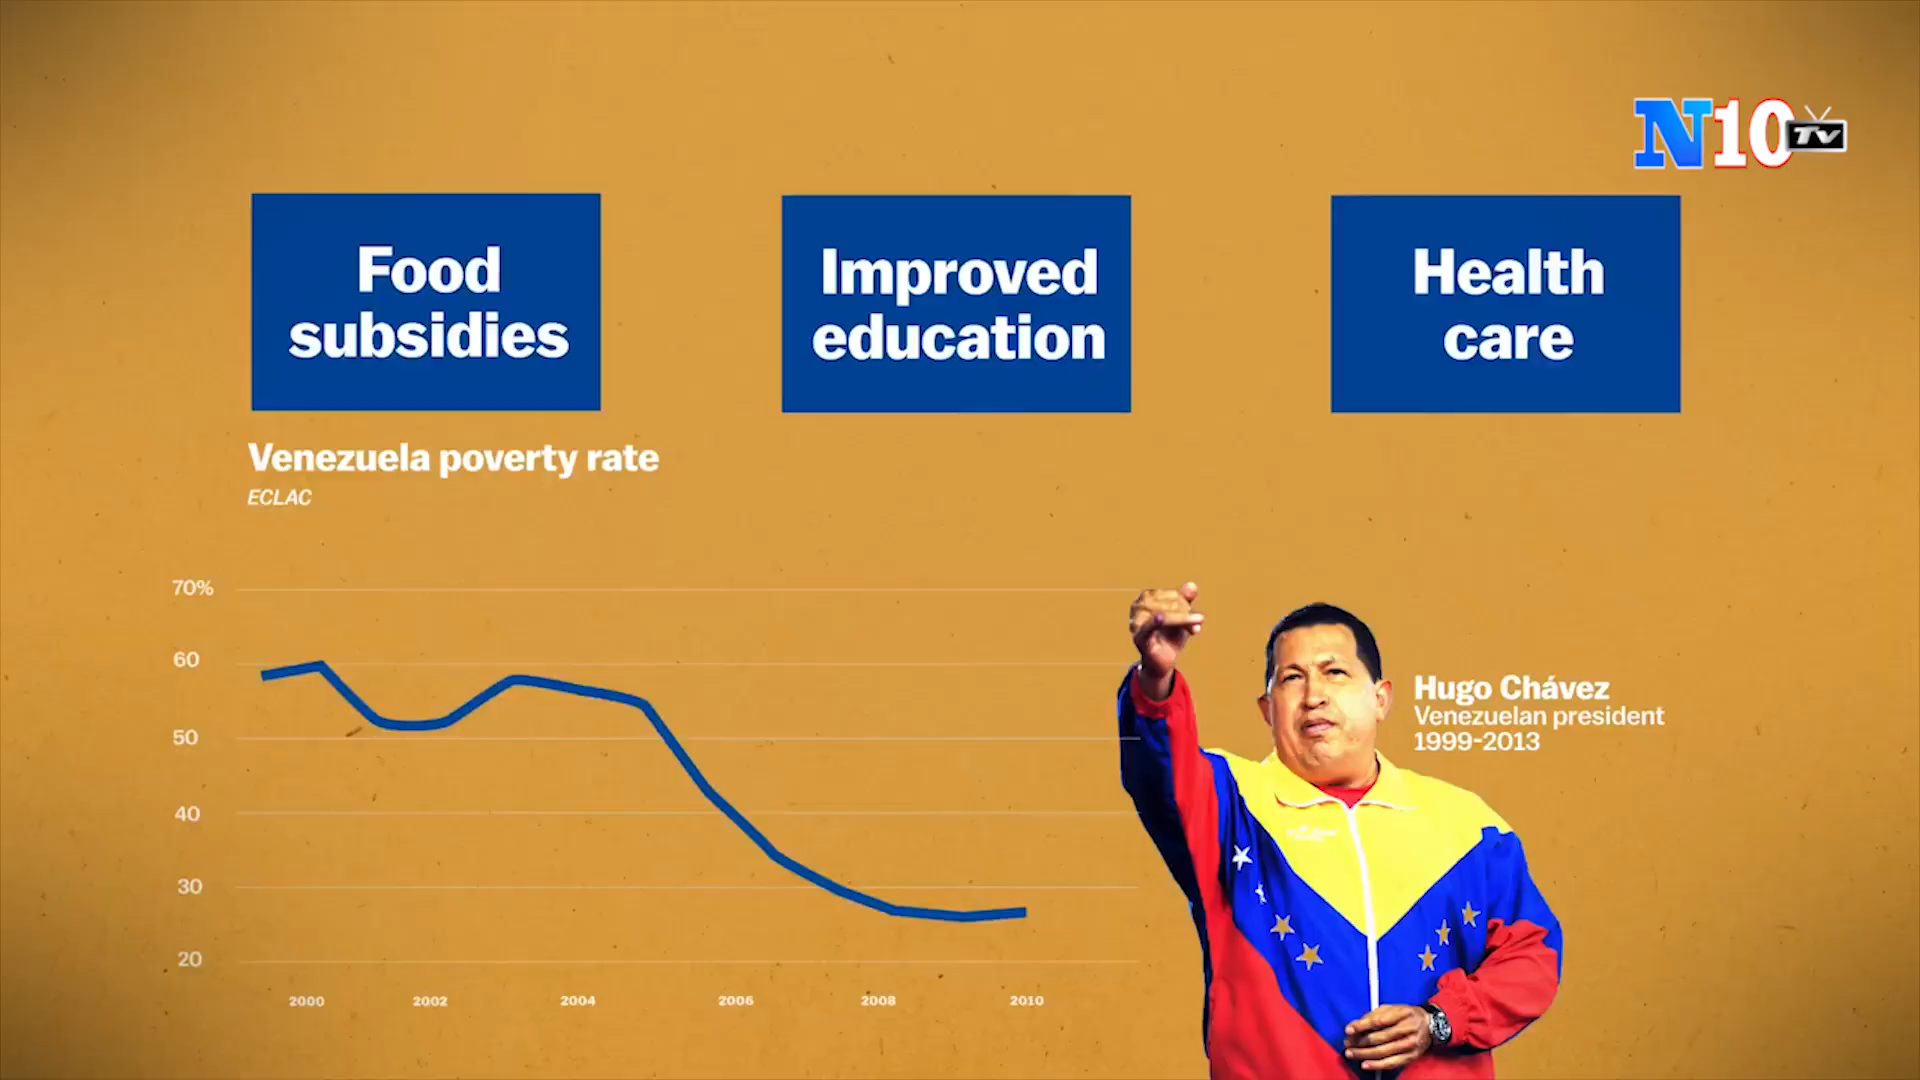 N10
TV
Food
subsidies
Improved
education
Health
care
Venezuela poverty rate
ECLAC
70%
60
50
40
30
20
2000
2002
2004
2006
2008
2010
Hugo Chávez
Venezuelan president
1999-2013